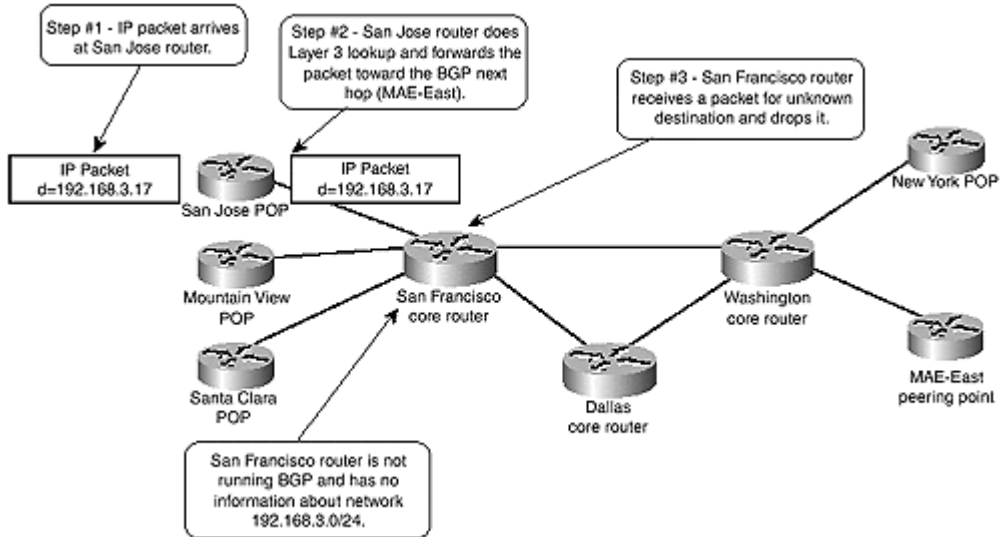 Step #1 - IP packet arrives
at San Jose router.
Step #2 - San Jose router does
Layer 3 lookup and forwards the
packet toward the BGP next
hop (MAE-East).
Step #3 - San Francisco router
receives a packet for unknown
destination and drops it.
IP Packet
d=192.168.3.17
IP Packet
d=192.168.3.17
San Jose POP
New York POP
Mountain View
POP
San Francisco
core router
Washington
core router
Santa Clara
POP
Dallas
core router
MAE-East
peering point
San Francisco router is not
running BGP and has no
information about network
192.168.3.0/24.